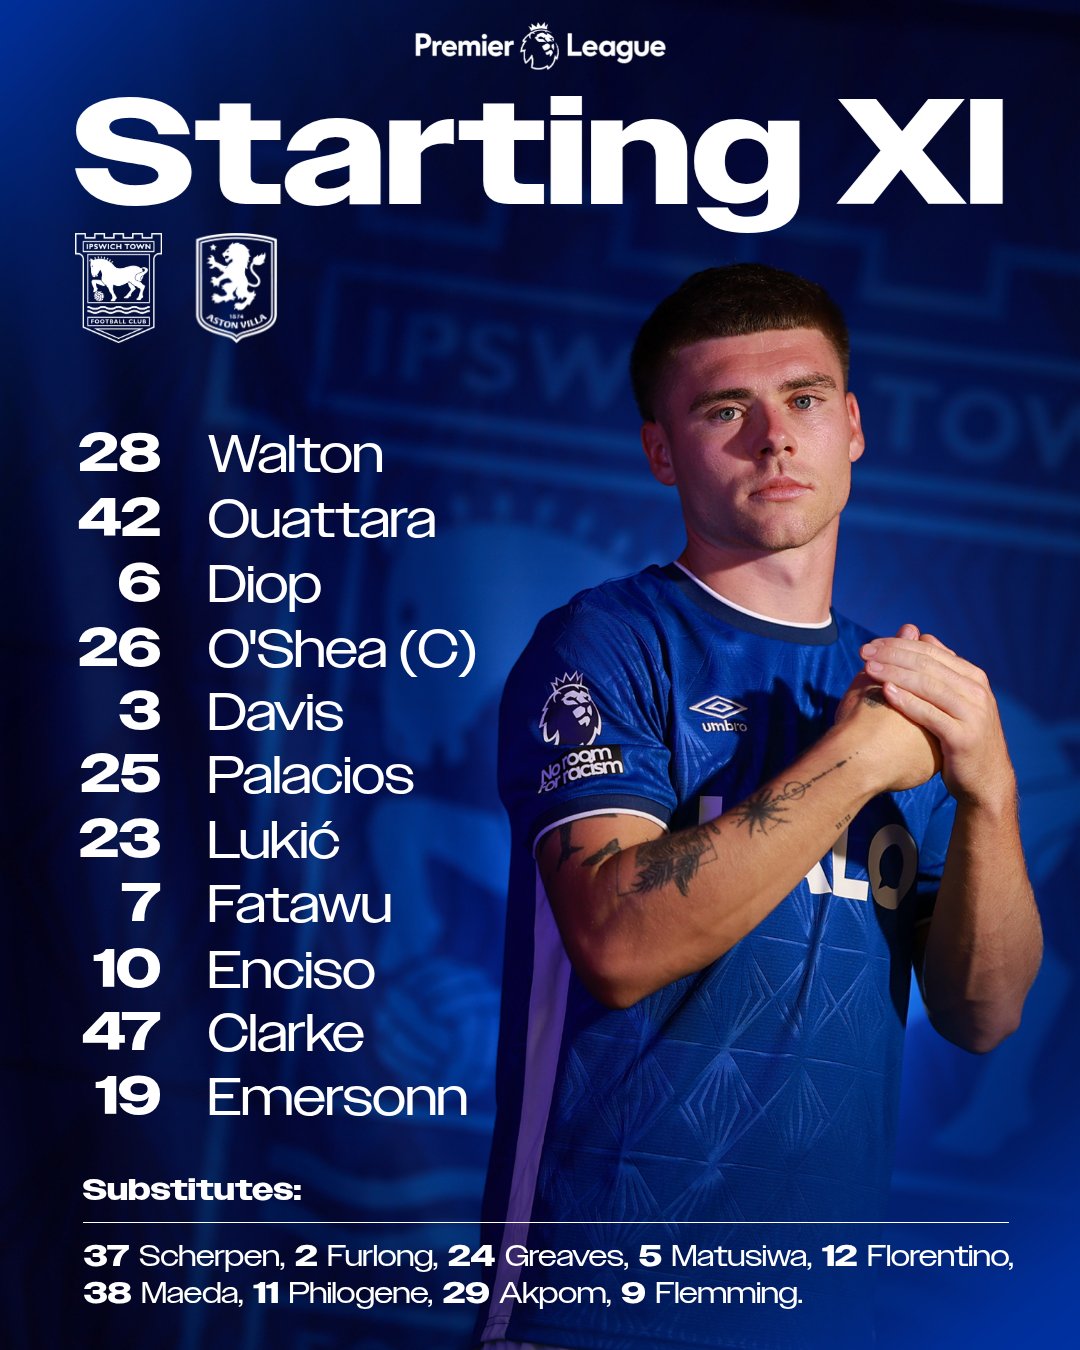 Premier League
Starting XI
IPSWICH TOWN
FOOTBALL CLUB
1874
ASTON VILLA
28 Walton
42 Ouattara
6 Diop
26 O'Shea (C)
3 Davis
25 Palacios
23 Lukić
7 Fatawu
10 Enciso
47 Clarke
19 Emersonn
umbro
No room
for racism
Substitutes:
37 Scherpen, 2 Furlong, 24 Greaves, 5 Matusiwa, 12 Florentino,
38 Maeda, 11 Philogene, 29 Akpom, 9 Flemming.